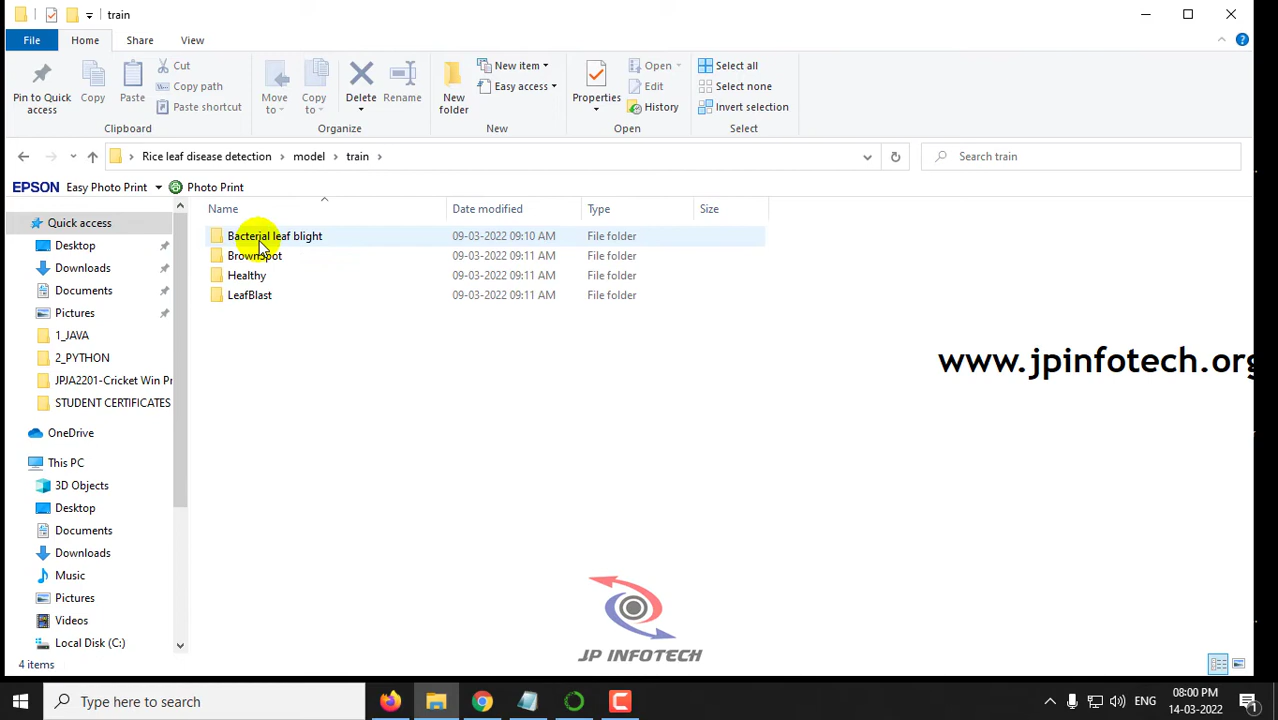 train
File Home Share View
Pin to Quick access
Copy
Paste
Cut
Copy path
Paste shortcut
Clipboard
Move to
Copy to
Delete
Rename
Organize
New folder
New item
Easy access
New
Properties
Open
Edit
History
Open
Select all
Select none
Invert selection
Select
Rice leaf disease detection > model > train >
Search train
EPSON Easy Photo Print Photo Print
Name Date modified Type Size
Bacterial leaf blight 09-03-2022 09:10 AM File folder
BrownSpot 09-03-2022 09:11 AM File folder
Healthy 09-03-2022 09:11 AM File folder
LeafBlast 09-03-2022 09:11 AM File folder
Quick access
Desktop
Downloads
Documents
Pictures
1_JAVA
2_PYTHON
JPJA2201-Cricket Win Pr
STUDENT CERTIFICATES
OneDrive
This PC
3D Objects
Desktop
Documents
Downloads
Music
Pictures
Videos
Local Disk (C:)
www.jpinfotech.org
JP INFOTECH
4 items
Type here to search
ENG
08:00 PM
14-03-2022
1